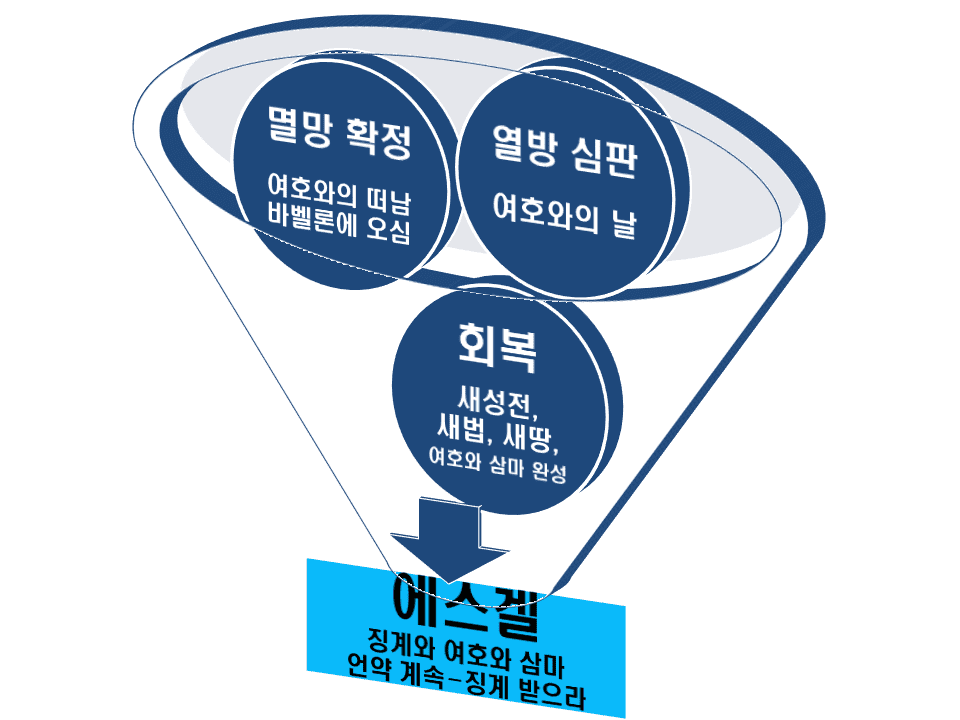 멸망 확정
여호와의 떠남
바벨론에 오심
열방 심판
여호와의 날
회복
새성전,
새법, 새땅,
여호와 삼마 완성
에스겔
징계와 여호와 삼마
언약 계속-징계 받으라